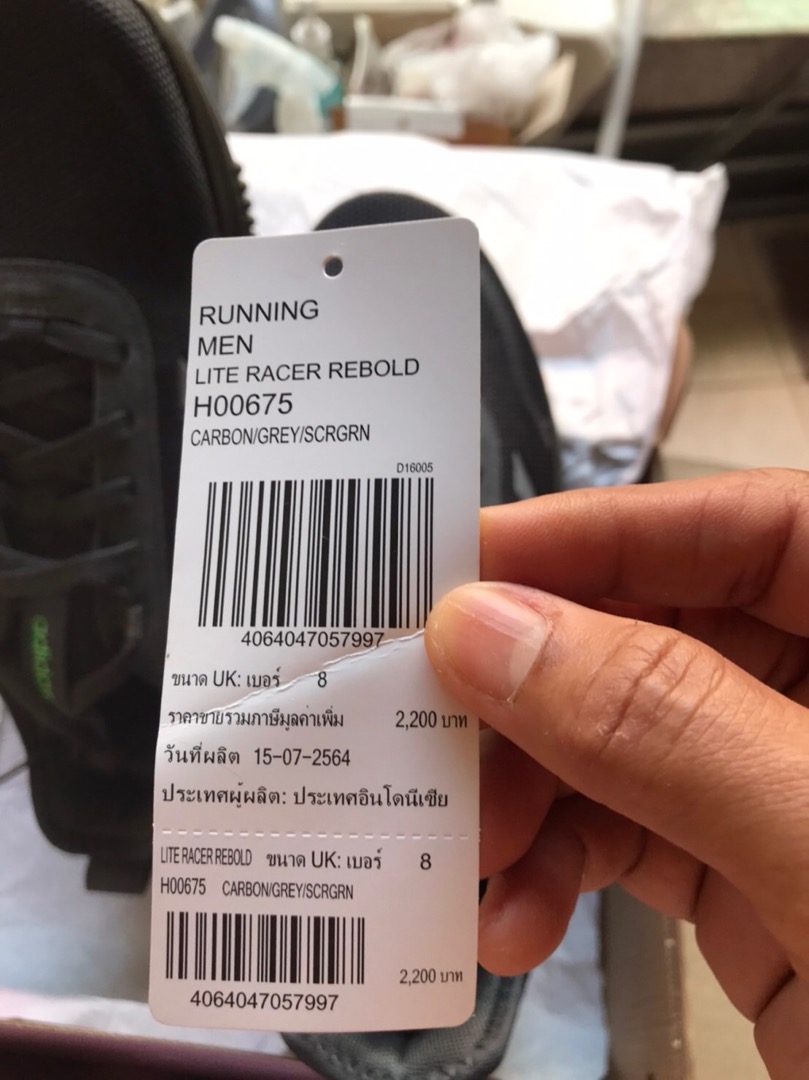 RUNNING
MEN
LITE RACER REBOLD
H00675
CARBON/GREY/SCRGRN
D16005
4064047057997
ขนาด UK: เบอร์ 8
ราคาขายรวมภาษีมูลค่าเพิ่ม 2,200 บาท
วันที่ผลิต 15-07-2564
ประเทศผู้ผลิต: ประเทศอินโดนีเซีย
LITE RACER REBOLD ขนาด UK: เบอร์ 8
H00675 CARBON/GREY/SCRGRN
2,200 บาท
4064047057997
adidas